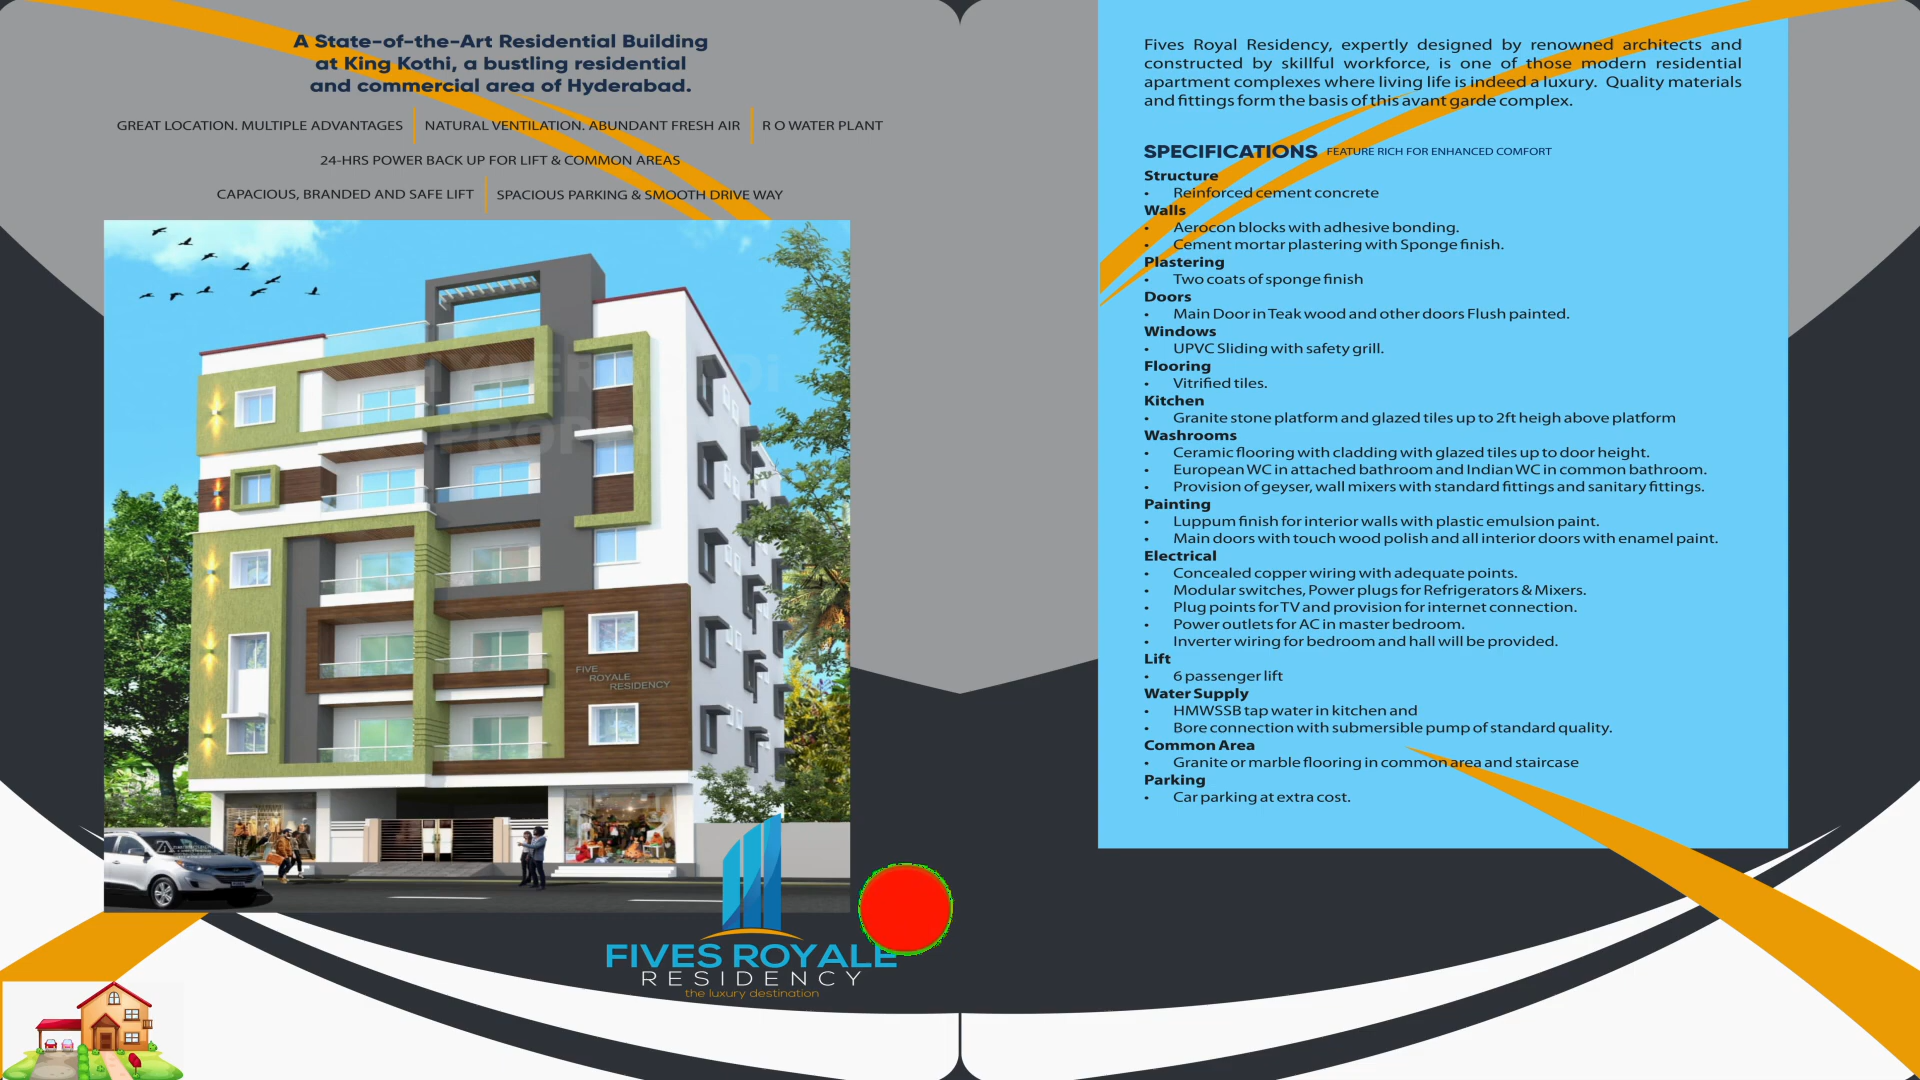 A State-of-the-Art Residential Building
at King Kothi, a bustling residential
and commercial area of Hyderabad.
GREAT LOCATION. MULTIPLE ADVANTAGES
NATURAL VENTILATION. ABUNDANT FRESH AIR
R O WATER PLANT
24-HRS POWER BACK UP FOR LIFT & COMMON AREAS
CAPACIOUS, BRANDED AND SAFE LIFT
SPACIOUS PARKING & SMOOTH DRIVE WAY
FIVE
ROYALE
RESIDENCY
FIVES ROYALE
RESIDENCY
the luxury destination
Fives Royal Residency, expertly designed by renowned architects and
constructed by skillful workforce, is one of those modern residential
apartment complexes where living life is indeed a luxury. Quality materials
and fittings form the basis of this avant garde complex.
SPECIFICATIONS FEATURE RICH FOR ENHANCED COMFORT
Structure
• Reinforced cement concrete
Walls
• Aerocon blocks with adhesive bonding.
• Cement mortar plastering with Sponge finish.
Plastering
• Two coats of sponge finish
Doors
• Main Door in Teak wood and other doors Flush painted.
Windows
• UPVC Sliding with safety grill.
Flooring
• Vitrified tiles.
Kitchen
• Granite stone platform and glazed tiles up to 2ft heigh above platform
Washrooms
• Ceramic flooring with cladding with glazed tiles up to door height.
• European WC in attached bathroom and Indian WC in common bathroom.
• Provision of geyser, wall mixers with standard fittings and sanitary fittings.
Painting
• Luppum finish for interior walls with plastic emulsion paint.
• Main doors with touch wood polish and all interior doors with enamel paint.
Electrical
• Concealed copper wiring with adequate points.
• Modular switches, Power plugs for Refrigerators & Mixers.
• Plug points for TV and provision for internet connection.
• Power outlets for AC in master bedroom.
• Inverter wiring for bedroom and hall will be provided.
Lift
• 6 passenger lift
Water Supply
• HMWSSB tap water in kitchen and
• Bore connection with submersible pump of standard quality.
Common Area
• Granite or marble flooring in common area and staircase
Parking
• Car parking at extra cost.